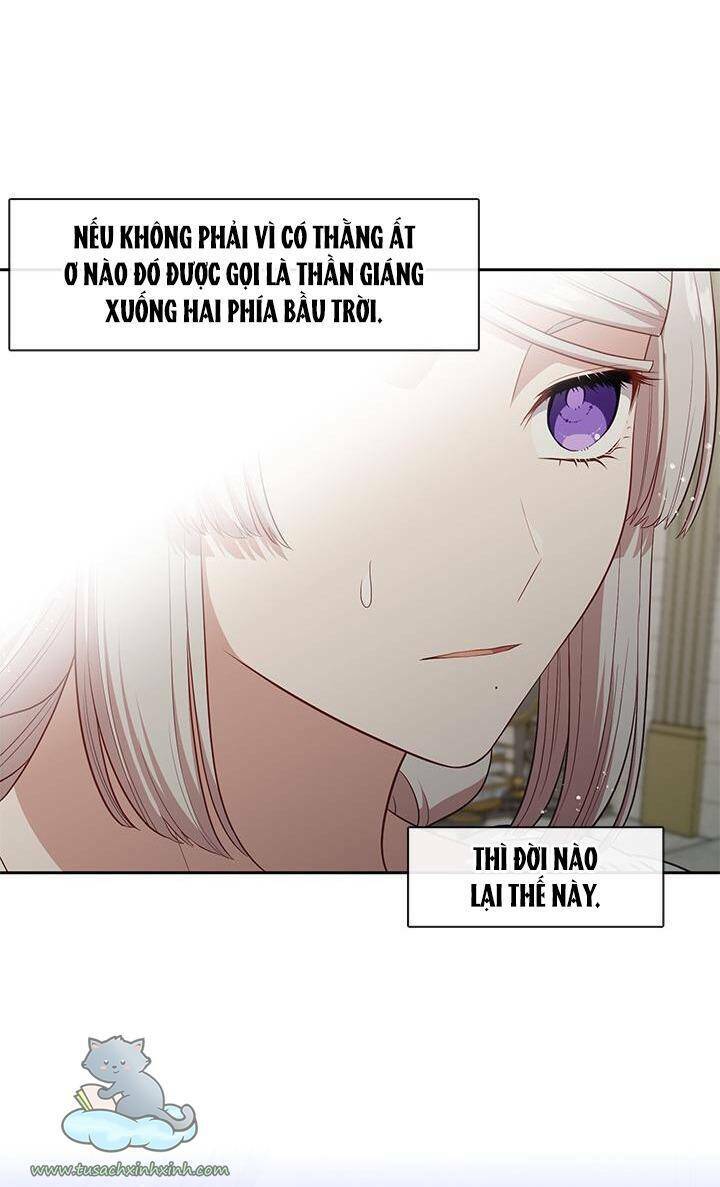 NẾU KHÔNG PHẢI VÌ CÓ THẰNG ẤT
Ơ NÀO ĐÓ ĐƯỢC GỌI LÀ THẦN GIÁNG
XUỐNG HAI PHÍA BẦU TRỜI.
THÌ ĐỜI NÀO
LẠI THẾ NÀY.
www.tusachxinhxinh.com